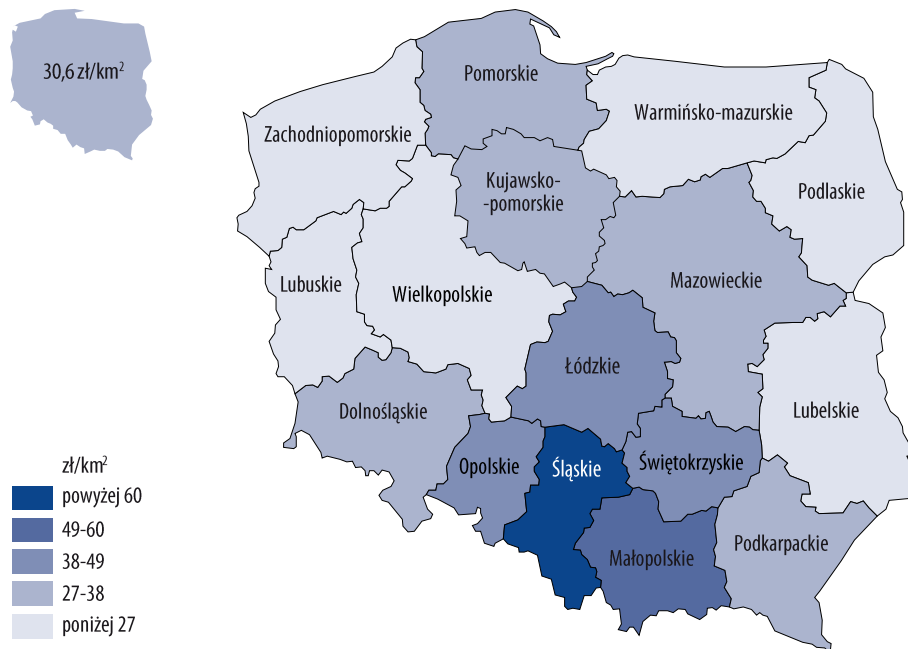 30,6 zł/km²
Pomorskie
Warmińsko-mazurskie
Zachodniopomorskie
Kujawsko-
-pomorskie
Podlaskie
Lubuskie
Wielkopolskie
Mazowieckie
Łódzkie
Dolnośląskie
Lubelskie
Opolskie
Śląskie
Świętokrzyskie
Podkarpackie
Małopolskie
zł/km²
powyżej 60
49-60
38-49
27-38
poniżej 27